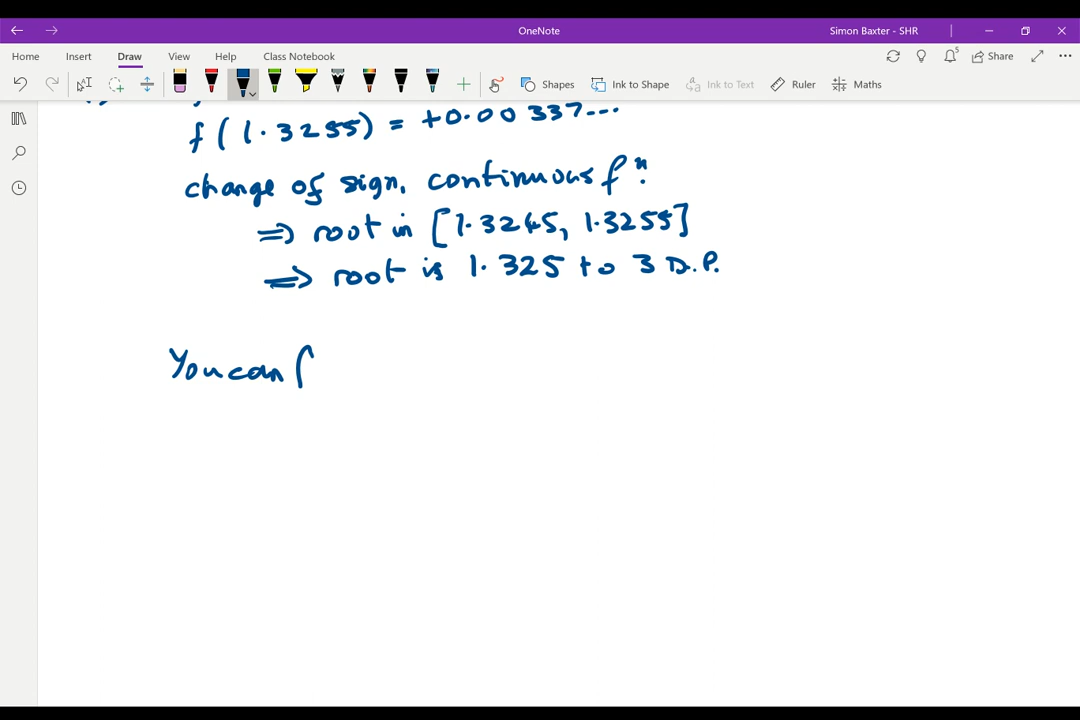 OneNote
Simon Baxter - SHR
Home Insert Draw View Help Class Notebook
5 Share
Shapes Ink to Shape Ink to Text Ruler Maths
f(1.3255) = +0.00337...
change of sign, continuous fⁿ.
⇒ root in [1.3245, 1.3255]
⇒ root is 1.325 to 3 D.P.
You can